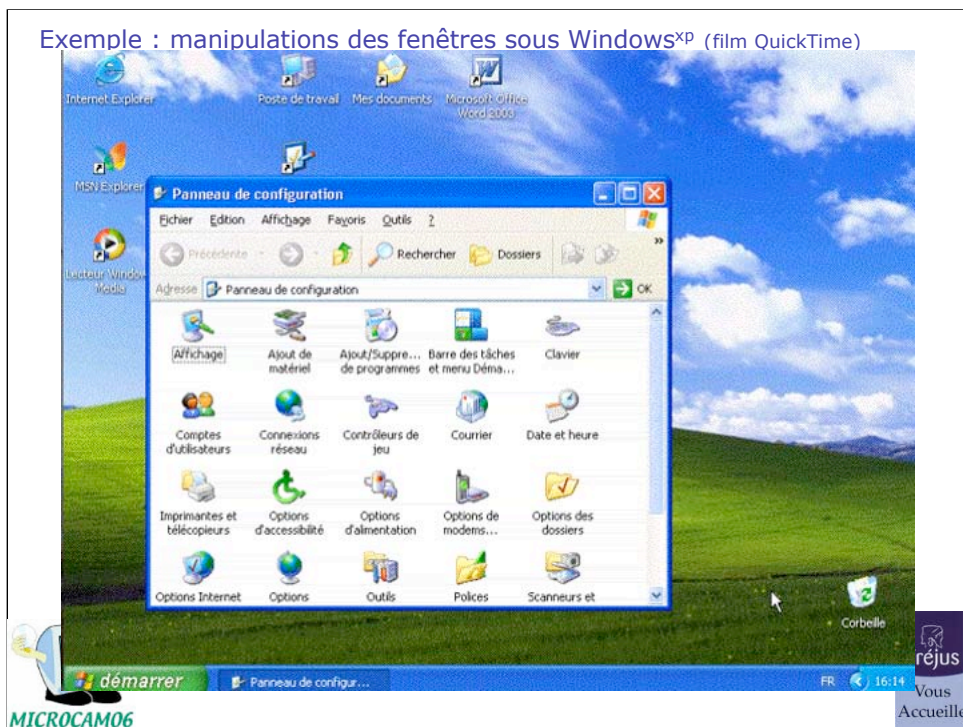 Exemple : manipulations des fenêtres sous Windowsxp (film QuickTime)
Internet Explorer
Poste de travail
Mes documents
Microsoft Office
Word 2003
MSN Explorer
Lecteur Window
Media
Panneau de configuration
Fichier Edition Affichage Favoris Outils ?
Précédente
Rechercher
Dossiers
Adresse Panneau de configuration OK
Affichage
Ajout de
matériel
Ajout/Suppre...
de programmes
Barre des tâches
et menu Déma...
Clavier
Comptes
d'utilisateurs
Connexions
réseau
Contrôleurs de
jeu
Courrier
Date et heure
Imprimantes et
télécopieurs
Options
d'accessibilité
Options
d'alimentation
Options de
modems...
Options des
dossiers
Options Internet
Options
Outils
Polices
Scanneurs et
Corbeille
démarrer
Panneau de configur...
FR 16:14
MICROCAM06
réjus
Vous
Accueille